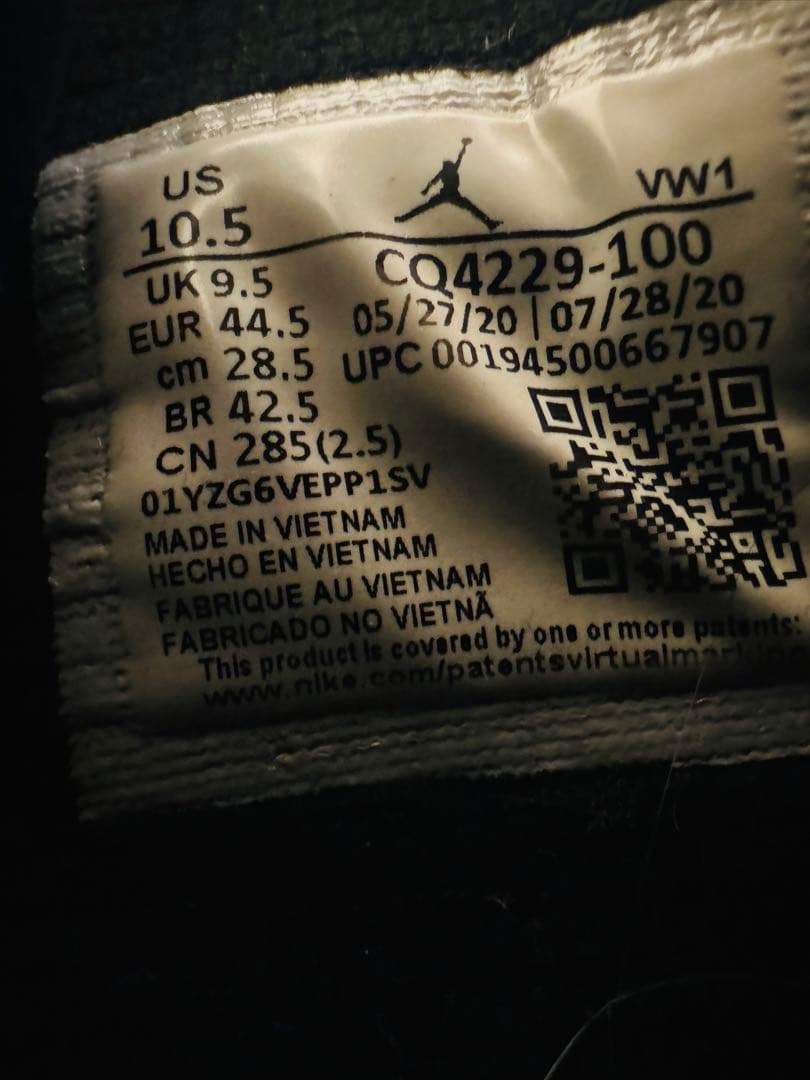 US
VW1
10.5
CQ4229-100
UK 9.5
05/27/20 | 07/28/20
EUR 44.5
UPC 00194500667907
cm 28.5
BR 42.5
CN 285(2.5)
01YZG6VEPP1SV
MADE IN VIETNAM
HECHO EN VIETNAM
FABRIQUE AU VIETNAM
FABRICADO NO VIETNÃ
This product is covered by one or more patents: